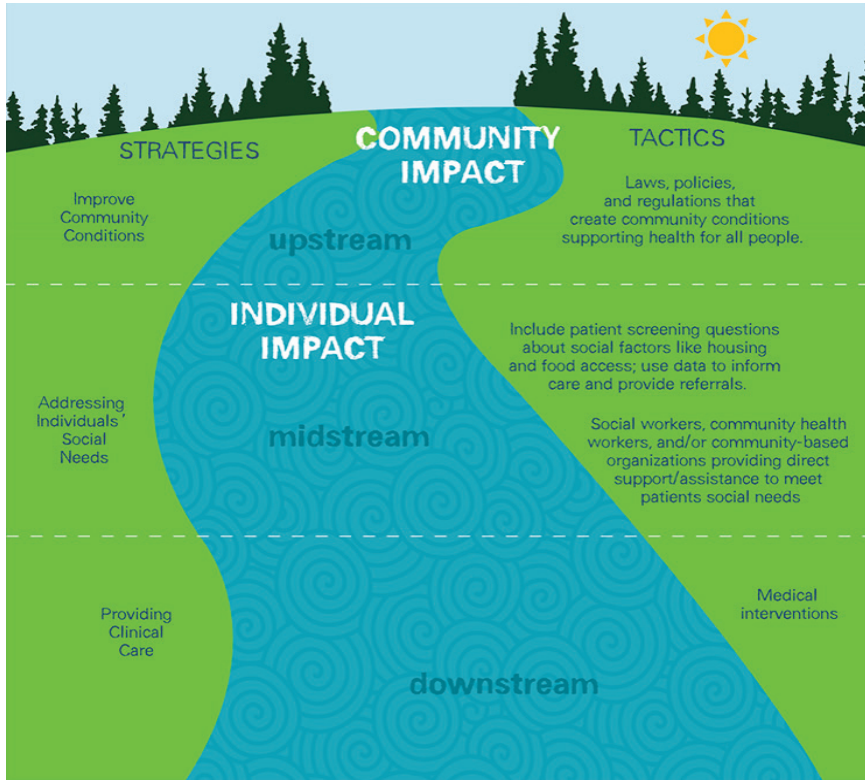 STRATEGIES
COMMUNITY
IMPACT
TACTICS
Improve
Community
Conditions
upstream
Laws, policies,
and regulations that
create community conditions
supporting health for all people.
INDIVIDUAL
IMPACT
Addressing
Individuals'
Social
Needs
midstream
Include patient screening questions
about social factors like housing
and food access; use data to inform
care and provide referrals.
Social workers, community health
workers, and/or community-based
organizations providing direct
support/assistance to meet
patients social needs
Providing
Clinical
Care
downstream
Medical
interventions